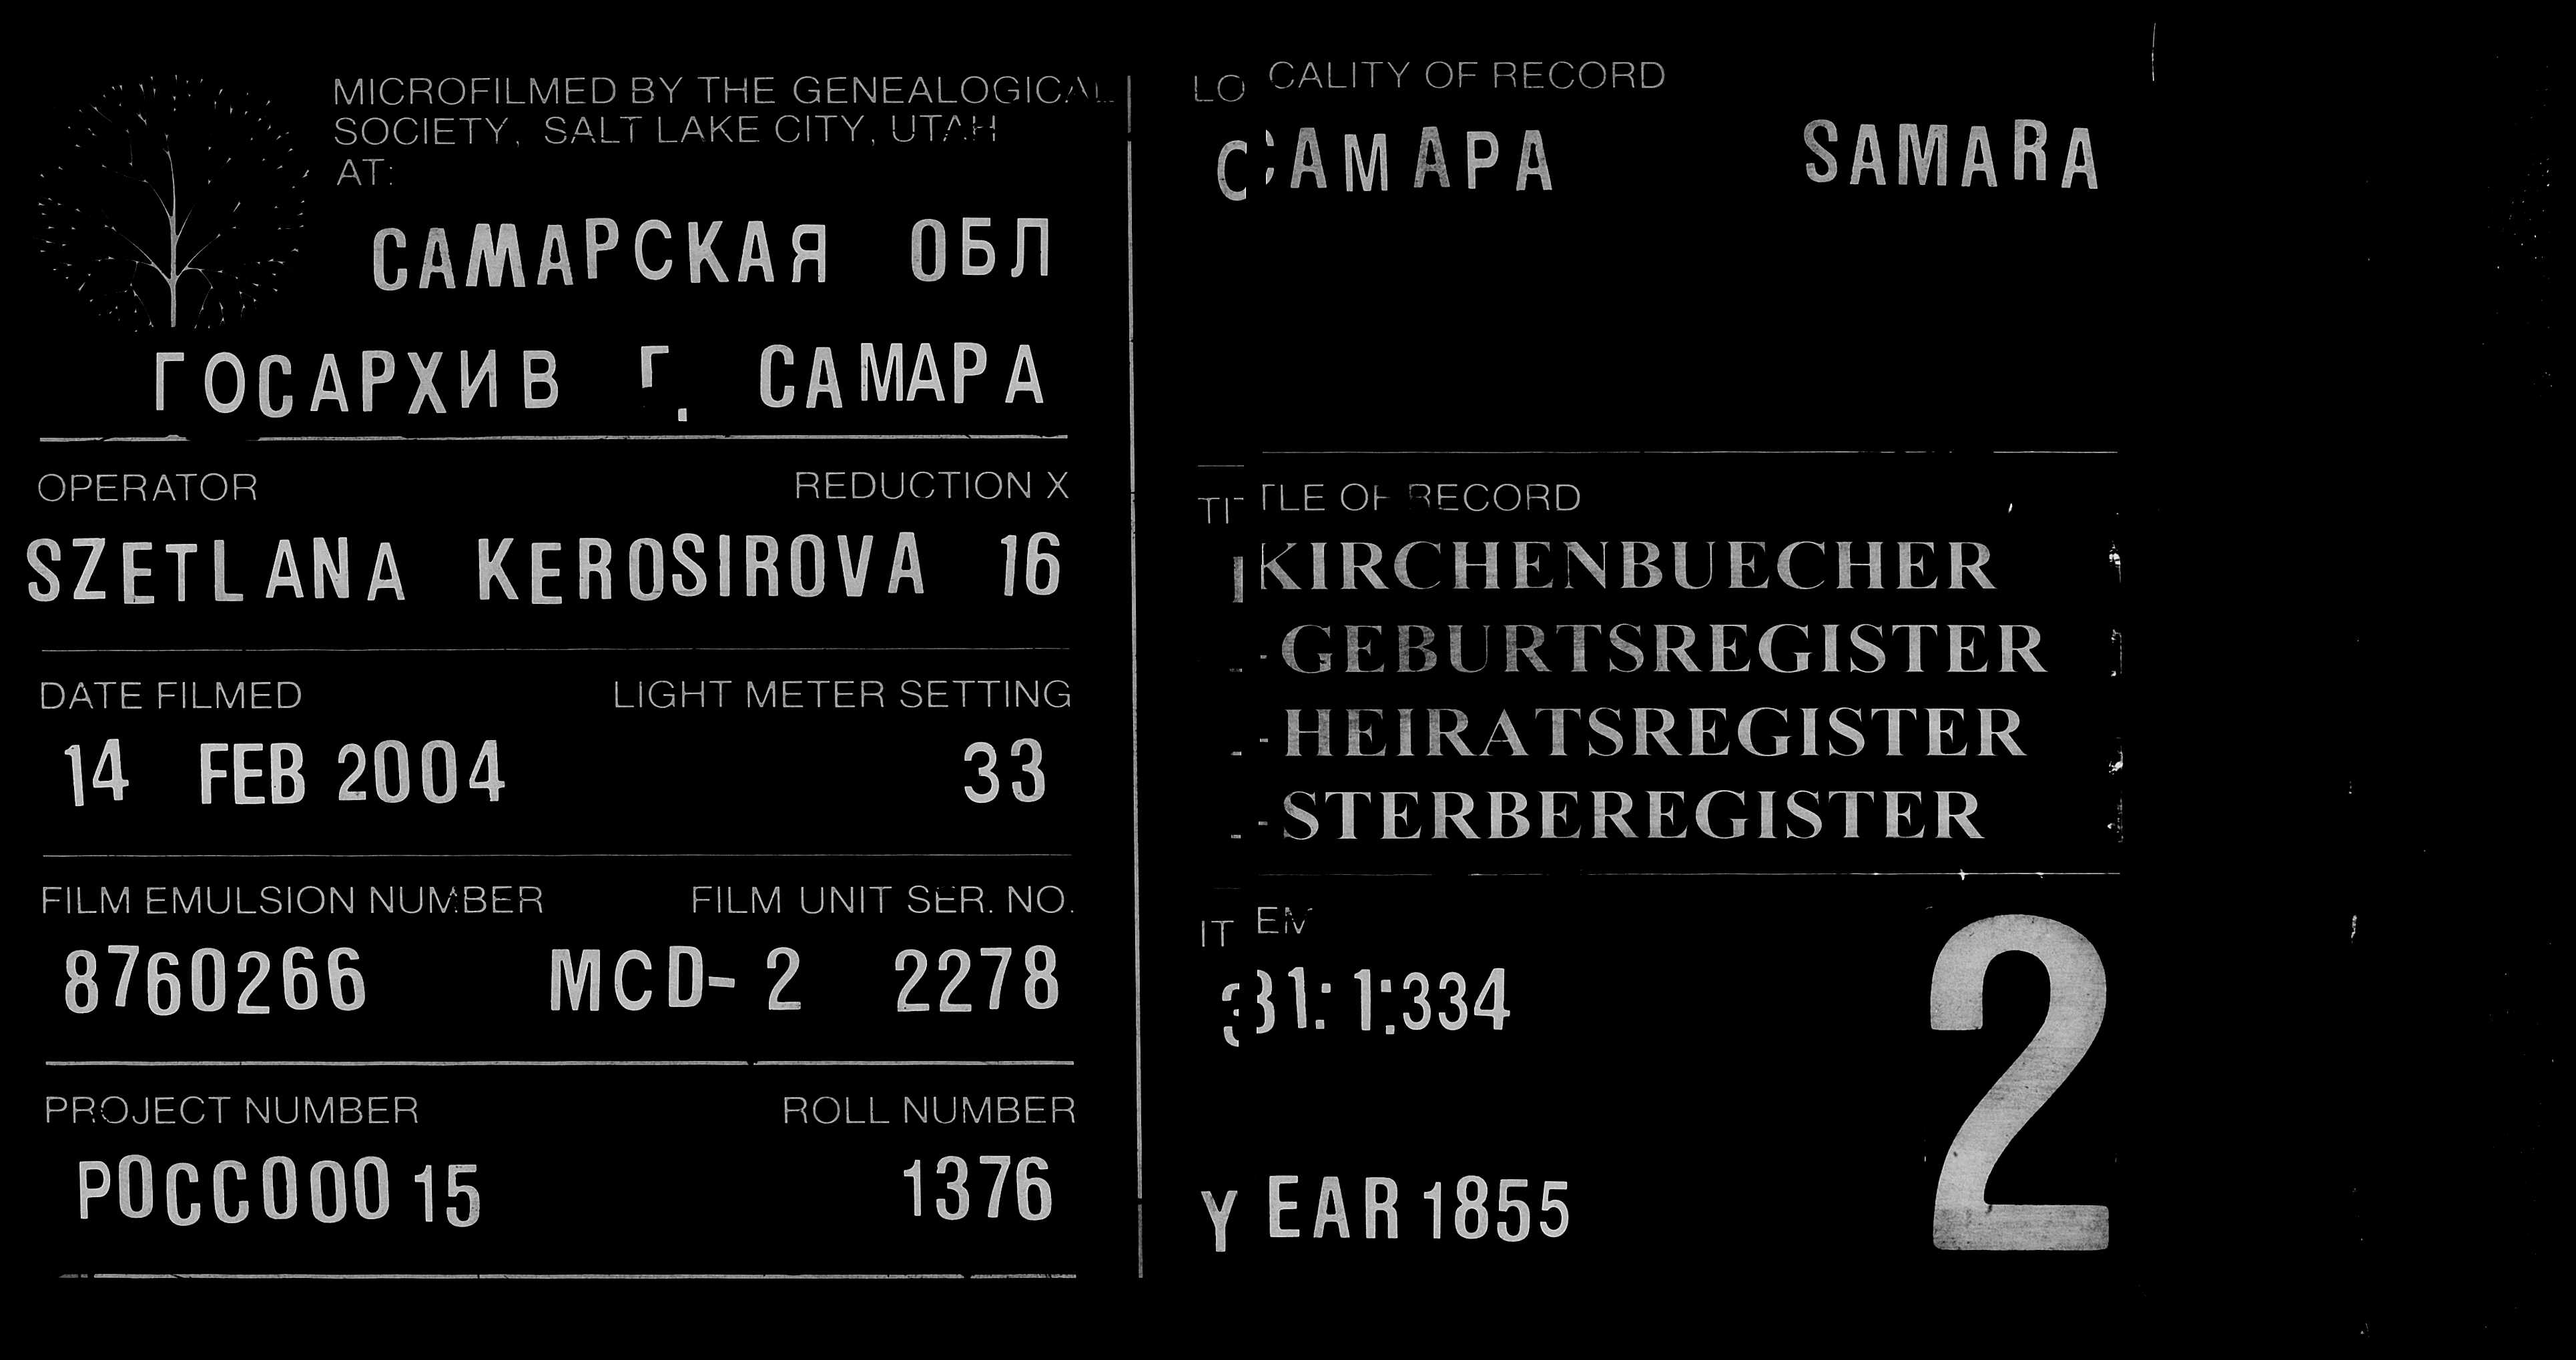 MICROFILMED BY THE GENEALOGICAL
SOCIETY, SALT LAKE CITY, UTAH
AT:
САМАРСКАЯ ОБЛ
ГОСАРХИВ Г. САМАРА
OPERATOR REDUCTION X
SZETLANA KEROSIROVA 16
DATE FILMED LIGHT METER SETTING
14 FEB 2004 33
FILM EMULSION NUMBER FILM UNIT SER. NO.
8760266 MCD-2 2278
PROJECT NUMBER ROLL NUMBER
РОССООО15 1376
LOCALITY OF RECORD
САМАРА SAMARA
TITLE OF RECORD
KIRCHENBUECHER
-GEBURTSREGISTER
-HEIRATSREGISTER
-STERBEREGISTER
ITEM
31:1:334
2
YEAR 1855